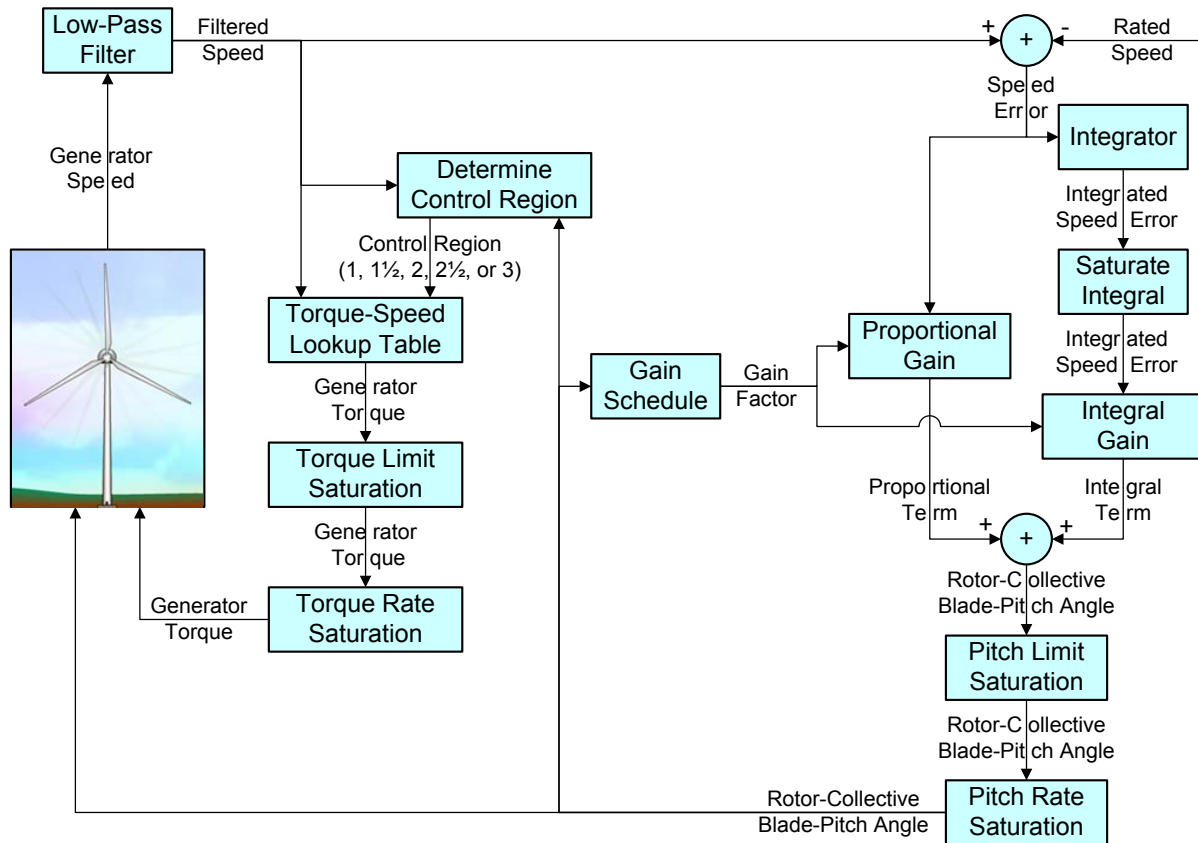 Low-Pass
Filter
Filtered
Speed
+
+
-
Rated
Speed
Speed
Error
Integrator
Generator
Speed
Determine
Control Region
Integrated
Speed Error
Control Region
(1, 1½, 2, 2½, or 3)
Saturate
Integral
Torque-Speed
Lookup Table
Proportional
Gain
Integrated
Speed Error
Generator
Torque
Gain
Schedule
Gain
Factor
Integral
Gain
Torque Limit
Saturation
Proportional
Term
Integral
Term
+
+
+
Generator
Torque
Rotor-Collective
Blade-Pitch Angle
Generator
Torque
Torque Rate
Saturation
Pitch Limit
Saturation
Rotor-Collective
Blade-Pitch Angle
Rotor-Collective
Blade-Pitch Angle
Pitch Rate
Saturation